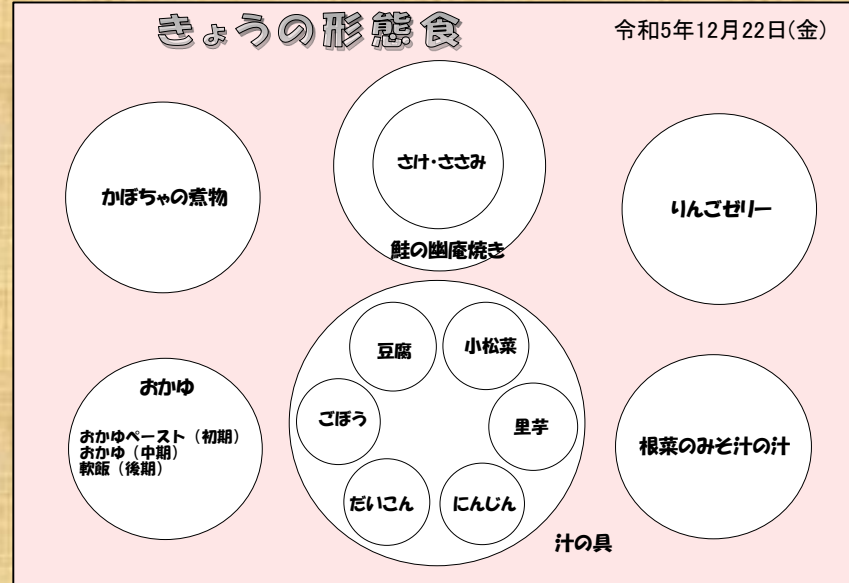 きょうの形態食
令和5年12月22日(金)
かぼちゃの煮物
さけ・ささみ
鮭の幽庵焼き
りんごゼリー
おかゆ
おかゆペースト（初期）
おかゆ（中期）
軟飯（後期）
豆腐
小松菜
ごぼう
里芋
だいこん
にんじん
汁の具
根菜のみそ汁の汁